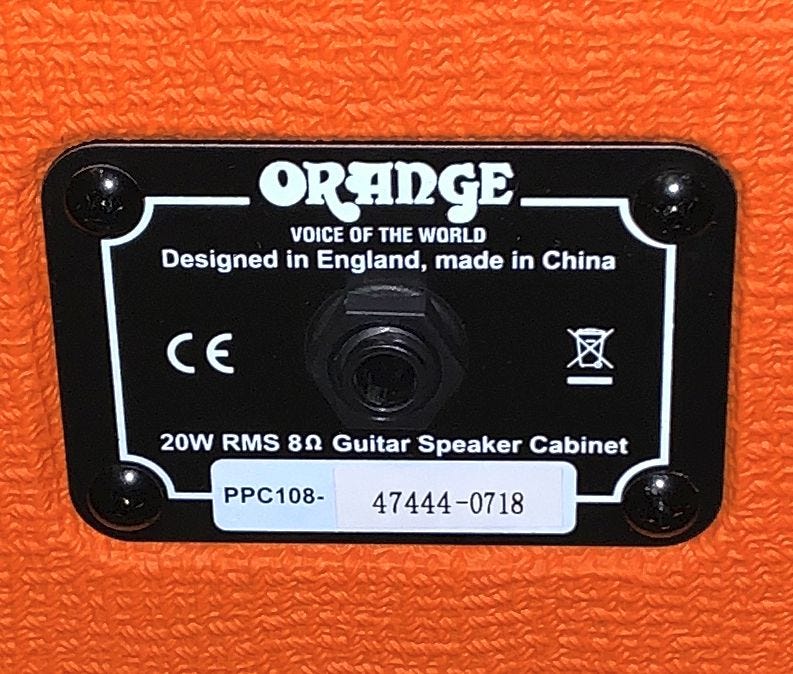 ORANGE
VOICE OF THE WORLD
Designed in England, made in China
CE
20W RMS 8Ω Guitar Speaker Cabinet
PPC108- 47444-0718